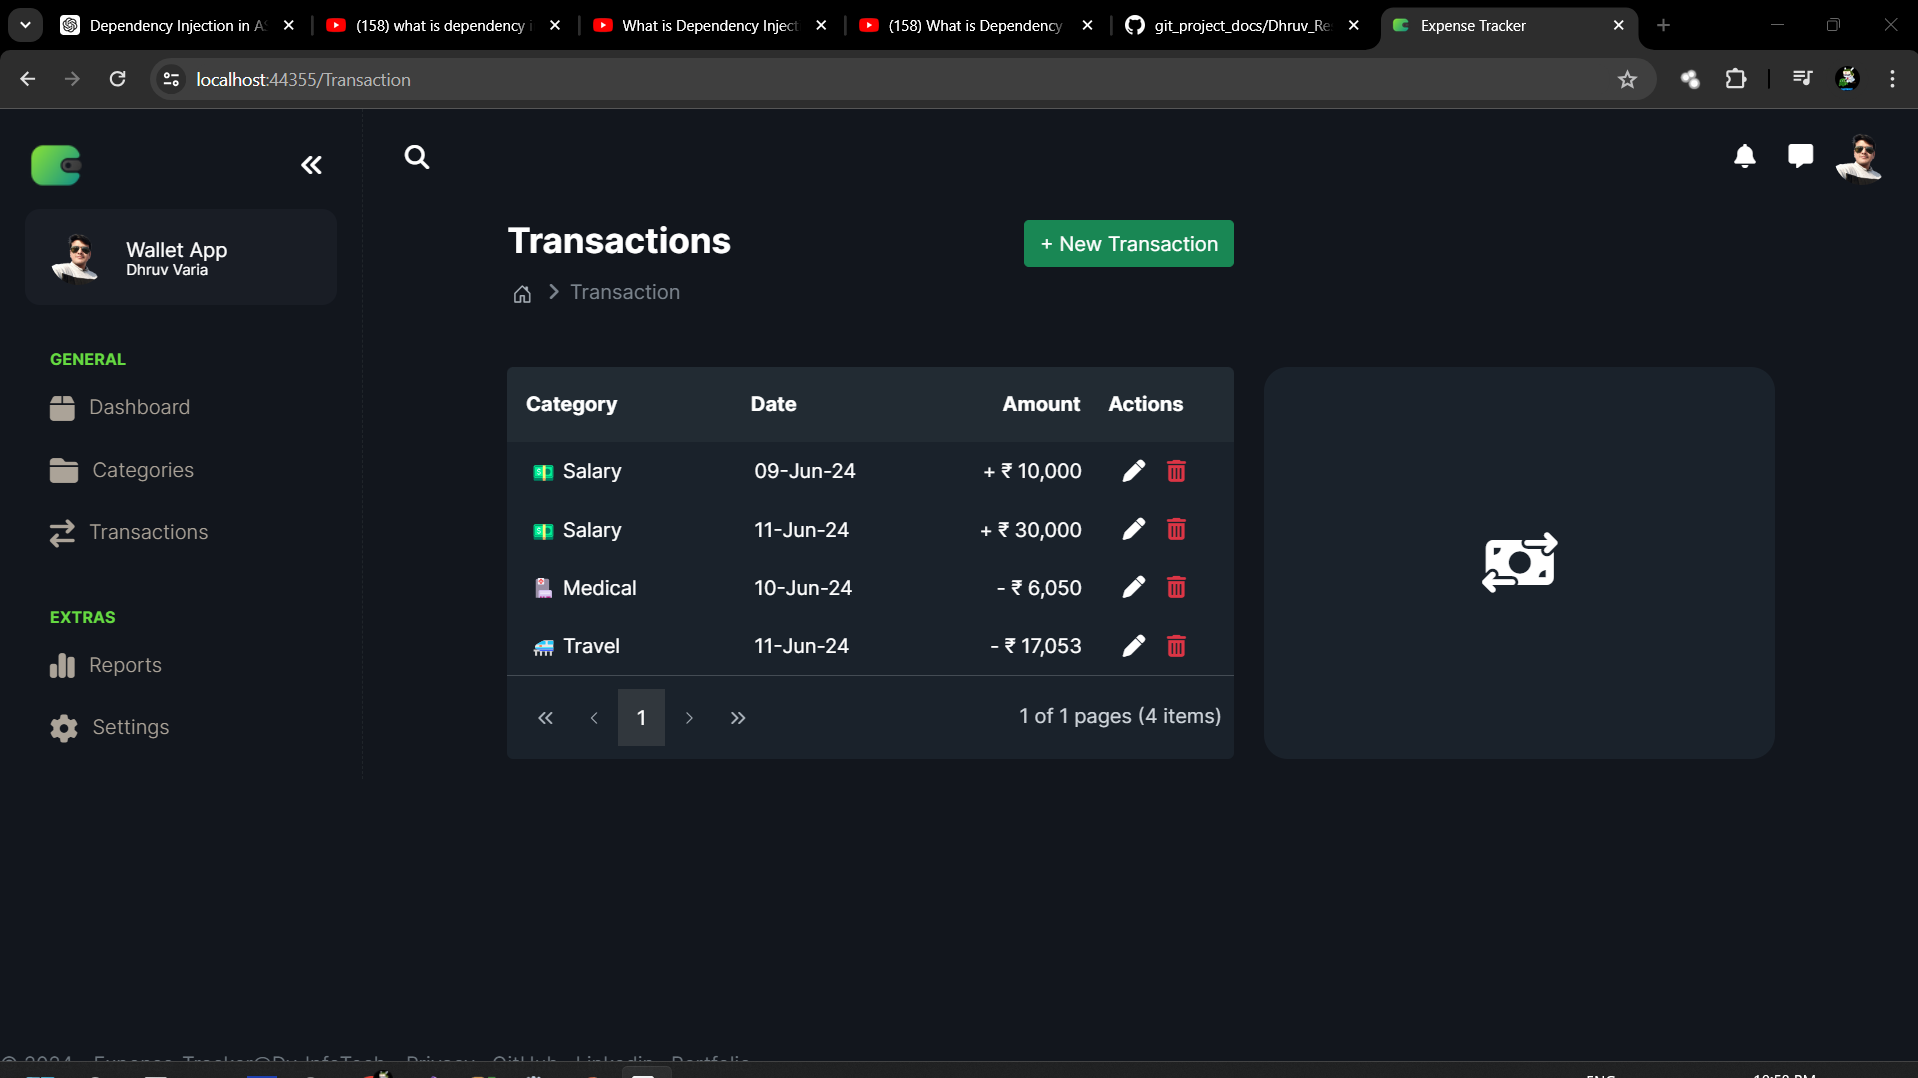 Dependency Injection in AS
(158) what is dependency i
What is Dependency Inject
(158) What is Dependency
git_project_docs/Dhruv_Re
Expense Tracker
localhost:44355/Transaction
Wallet App
Dhruv Varia
GENERAL
Dashboard
Categories
Transactions
EXTRAS
Reports
Settings
Transactions
+ New Transaction
Transaction
Category Date Amount Actions
Salary 09-Jun-24 + ₹ 10,000
Salary 11-Jun-24 + ₹ 30,000
Medical 10-Jun-24 - ₹ 6,050
Travel 11-Jun-24 - ₹ 17,053
1
1 of 1 pages (4 items)